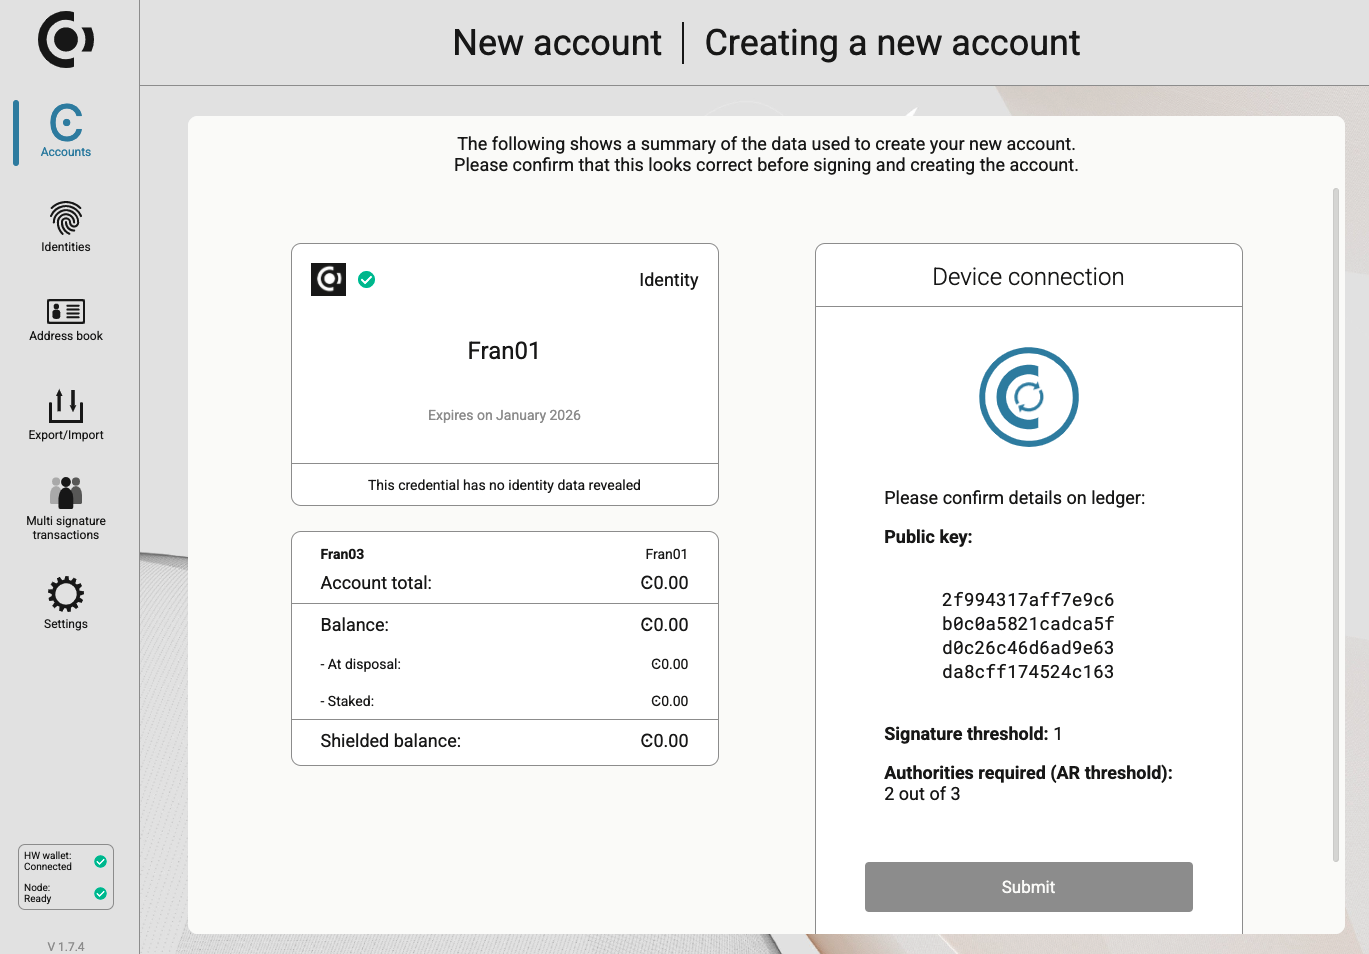 New account | Creating a new account
Accounts
Identities
Address book
Export/Import
Multi signature
transactions
Settings
HW wallet:
Connected
Node:
Ready
V 1.7.4
The following shows a summary of the data used to create your new account.
Please confirm that this looks correct before signing and creating the account.
Identity
Fran01
Expires on January 2026
This credential has no identity data revealed
Fran03 Fran01
Account total: Ͼ0.00
Balance: Ͼ0.00
- At disposal: Ͼ0.00
- Staked: Ͼ0.00
Shielded balance: Ͼ0.00
Device connection
Please confirm details on ledger:
Public key:
2f994317aff7e9c6
b0c0a5821cadca5f
d0c26c46d6ad9e63
da8cff174524c163
Signature threshold: 1
Authorities required (AR threshold):
2 out of 3
Submit